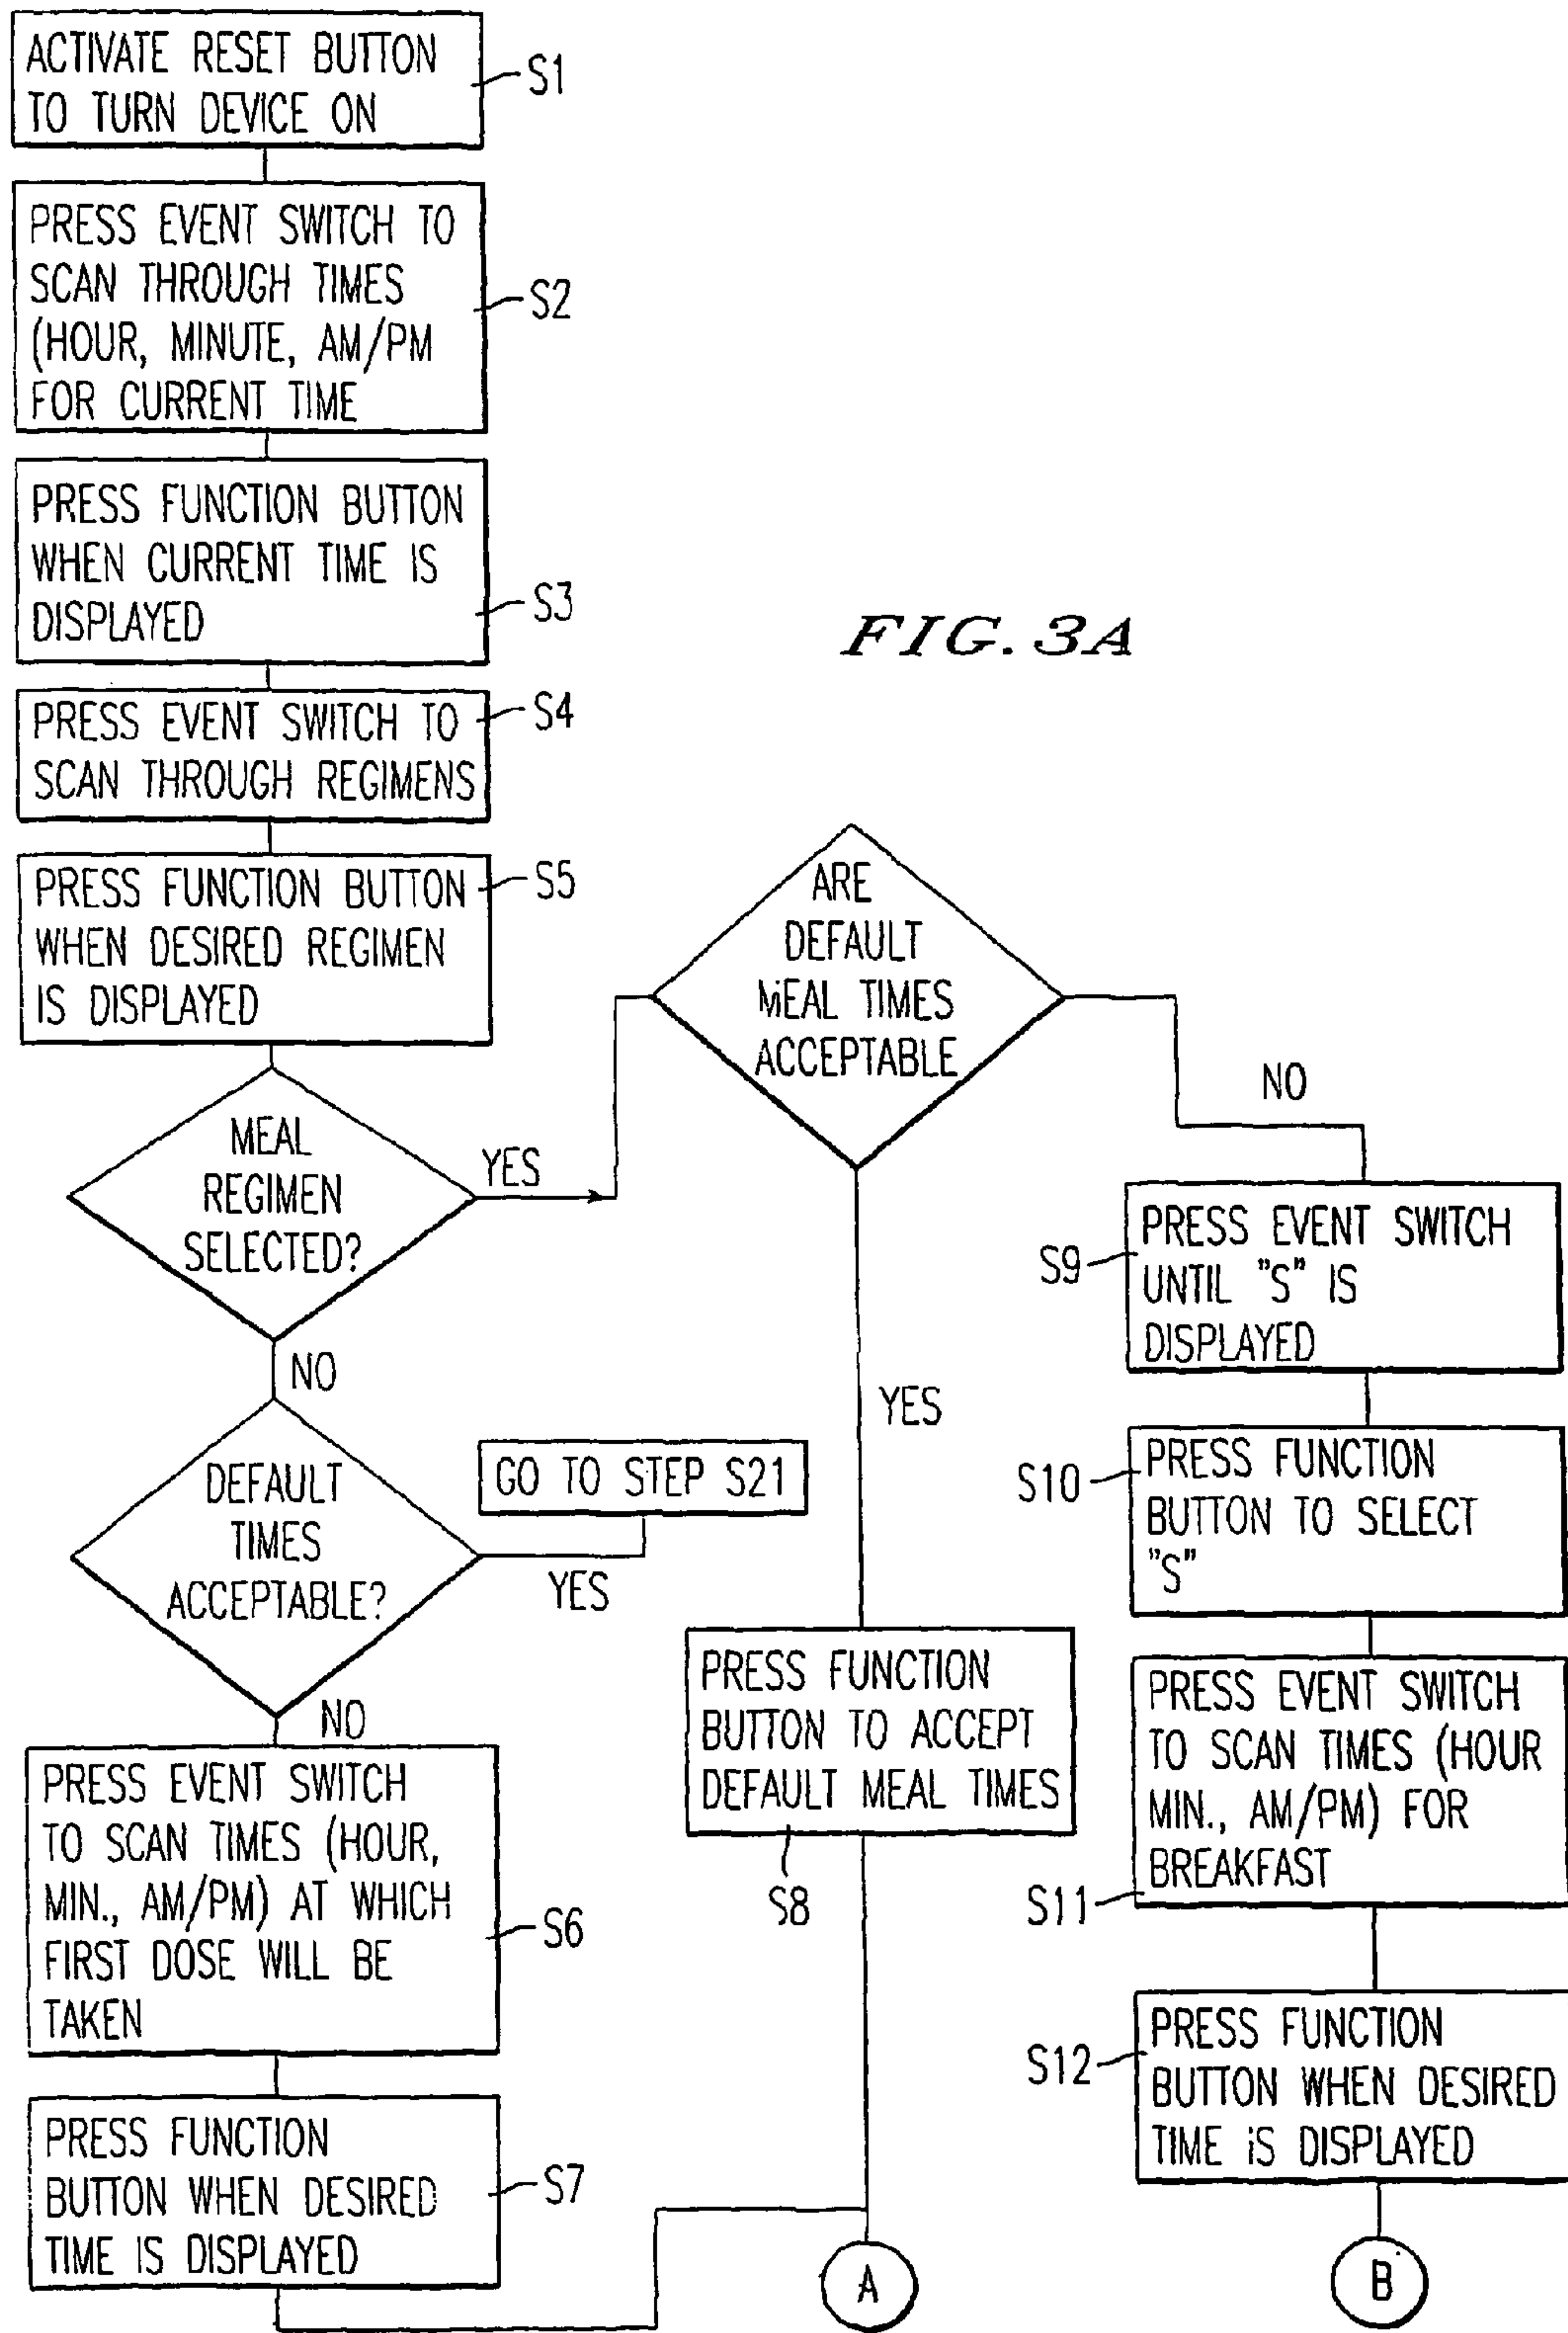 ACTIVATE RESET BUTTON
TO TURN DEVICE ON
S1
PRESS EVENT SWITCH TO
SCAN THROUGH TIMES
(HOUR, MINUTE, AM/PM
FOR CURRENT TIME
S2
PRESS FUNCTION BUTTON
WHEN CURRENT TIME IS
DISPLAYED
S3
FIG. 3A
PRESS EVENT SWITCH TO
SCAN THROUGH REGIMENS
S4
PRESS FUNCTION BUTTON
WHEN DESIRED REGIMEN
IS DISPLAYED
S5
MEAL
REGIMEN
SELECTED?
YES
NO
DEFAULT
TIMES
ACCEPTABLE?
YES
GO TO STEP S21
NO
PRESS EVENT SWITCH
TO SCAN TIMES (HOUR,
MIN., AM/PM) AT WHICH
FIRST DOSE WILL BE
TAKEN
S6
PRESS FUNCTION
BUTTON WHEN DESIRED
TIME IS DISPLAYED
S7
ARE
DEFAULT
MEAL TIMES
ACCEPTABLE
YES
NO
PRESS FUNCTION
BUTTON TO ACCEPT
DEFAULT MEAL TIMES
S8
A
S9
PRESS EVENT SWITCH
UNTIL "S" IS
DISPLAYED
S10
PRESS FUNCTION
BUTTON TO SELECT
"S"
S11
PRESS EVENT SWITCH
TO SCAN TIMES (HOUR
MIN., AM/PM) FOR
BREAKFAST
S12
PRESS FUNCTION
BUTTON WHEN DESIRED
TIME IS DISPLAYED
B